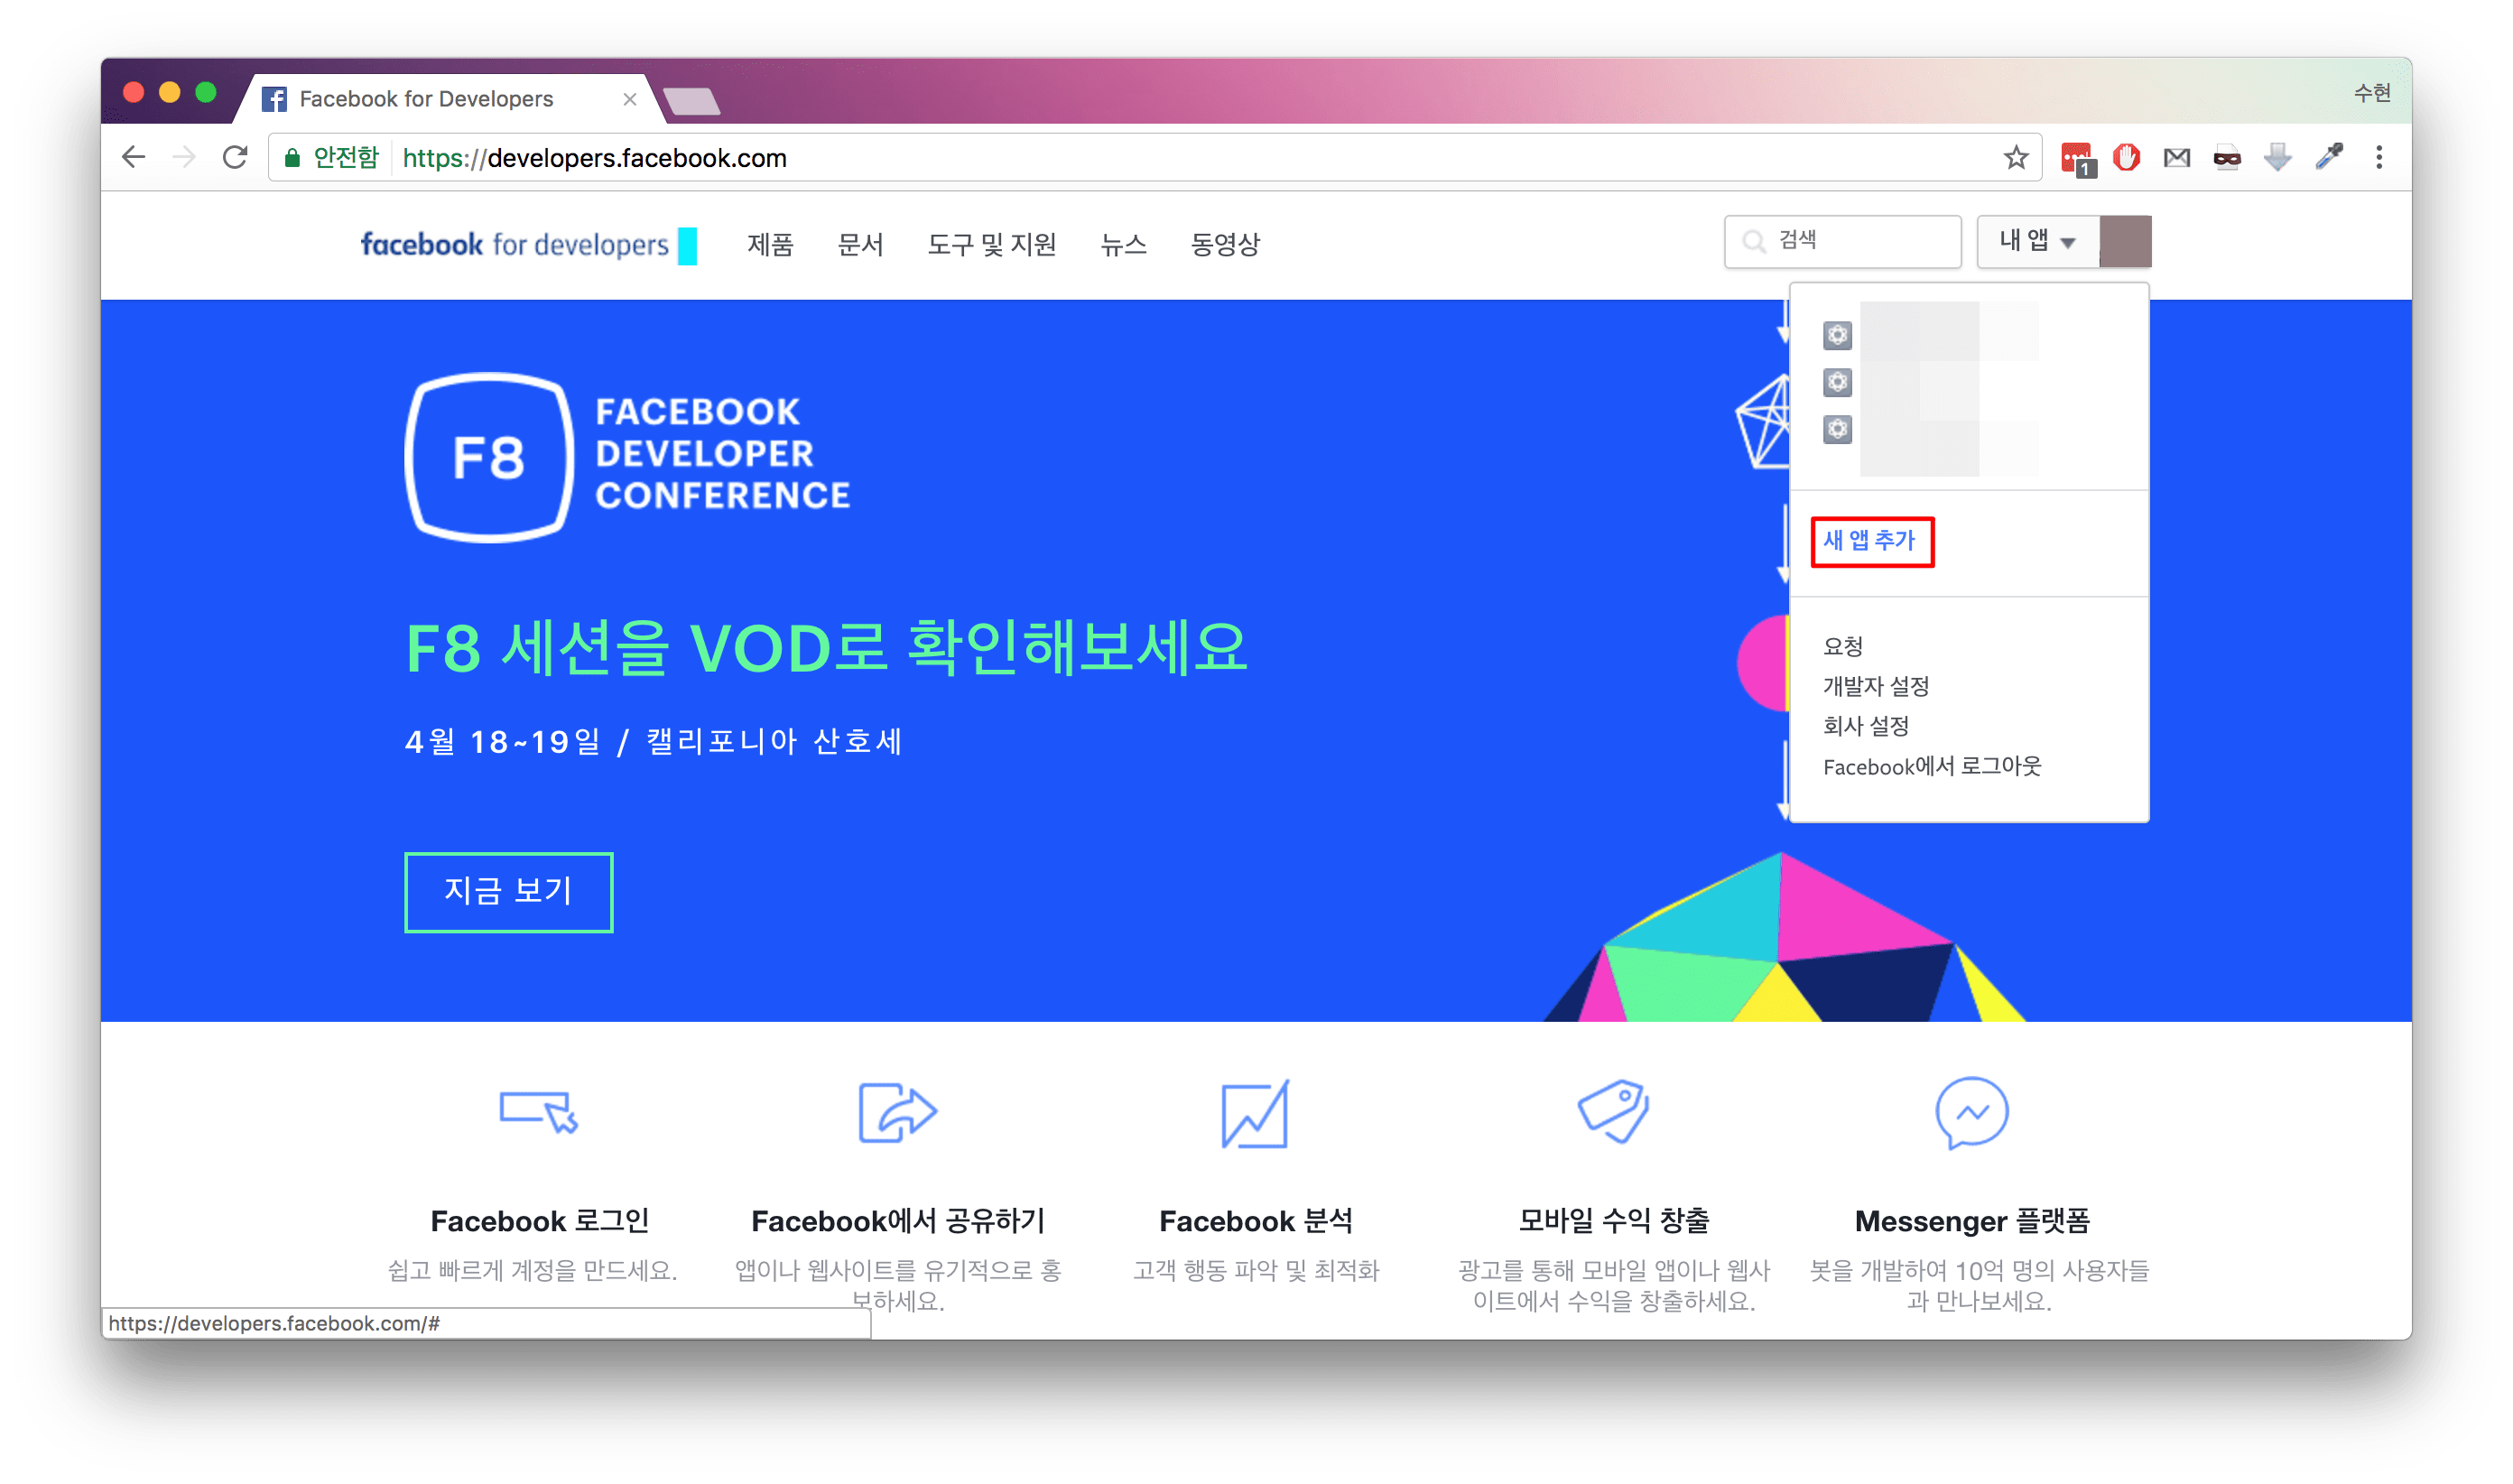 Facebook for Developers
수현
안전함 https://developers.facebook.com
1
facebook for developers 제품 문서 도구 및 지원 뉴스 동영상 검색 내 앱
F8
FACEBOOK
DEVELOPER
CONFERENCE
F8 세션을 VOD로 확인해보세요
4월 18~19일 / 캘리포니아 산호세
지금 보기
새 앱 추가
요청
개발자 설정
회사 설정
Facebook에서 로그아웃
Facebook 로그인
쉽고 빠르게 계정을 만드세요.
Facebook에서 공유하기
앱이나 웹사이트를 유기적으로 홍
보하세요.
Facebook 분석
고객 행동 파악 및 최적화
모바일 수익 창출
광고를 통해 모바일 앱이나 웹사
이트에서 수익을 창출하세요.
Messenger 플랫폼
봇을 개발하여 10억 명의 사용자들
과 만나보세요.
https://developers.facebook.com/#